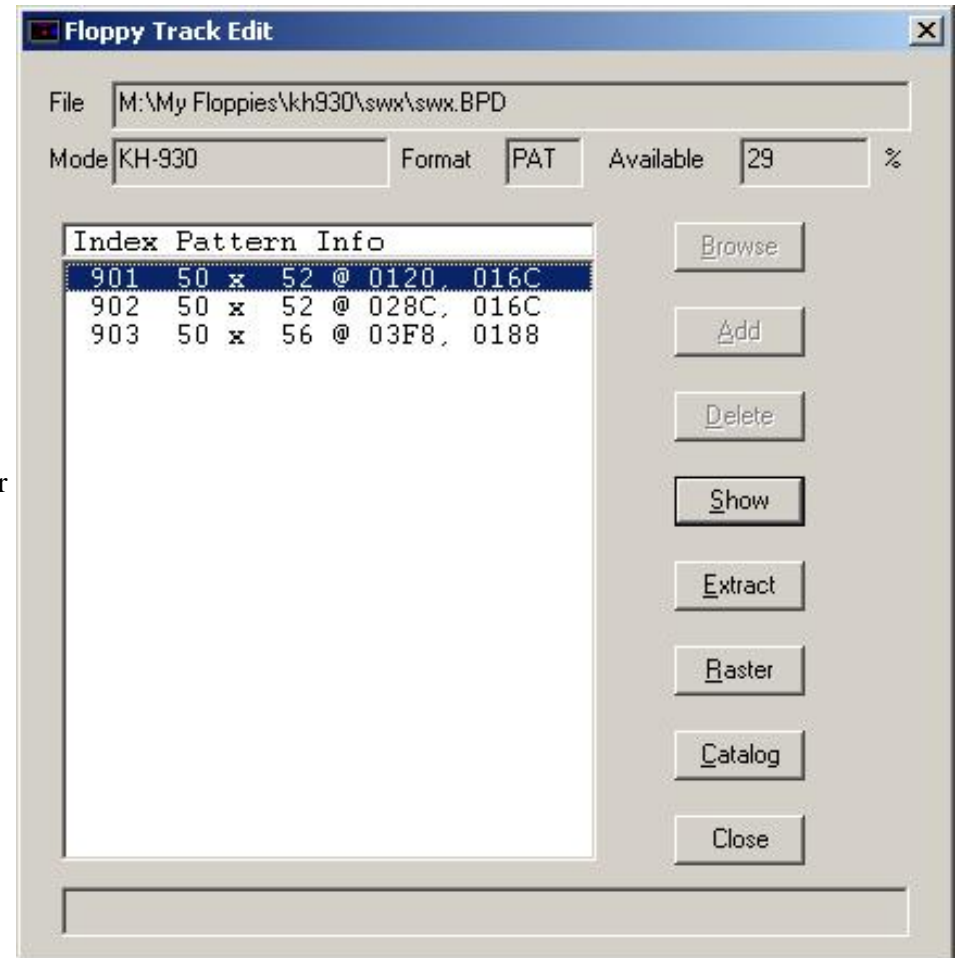 Floppy Track Edit
File M:\My Floppies\kh930\swx\swx.BPD
Mode KH-930 Format PAT Available 29 %
Index Pattern Info
901 50 x 52 @ 0120, 016C
902 50 x 52 @ 028C, 016C
903 50 x 56 @ 03F8, 0188
Browse
Add
Delete
r
Show
Extract
Raster
Catalog
Close